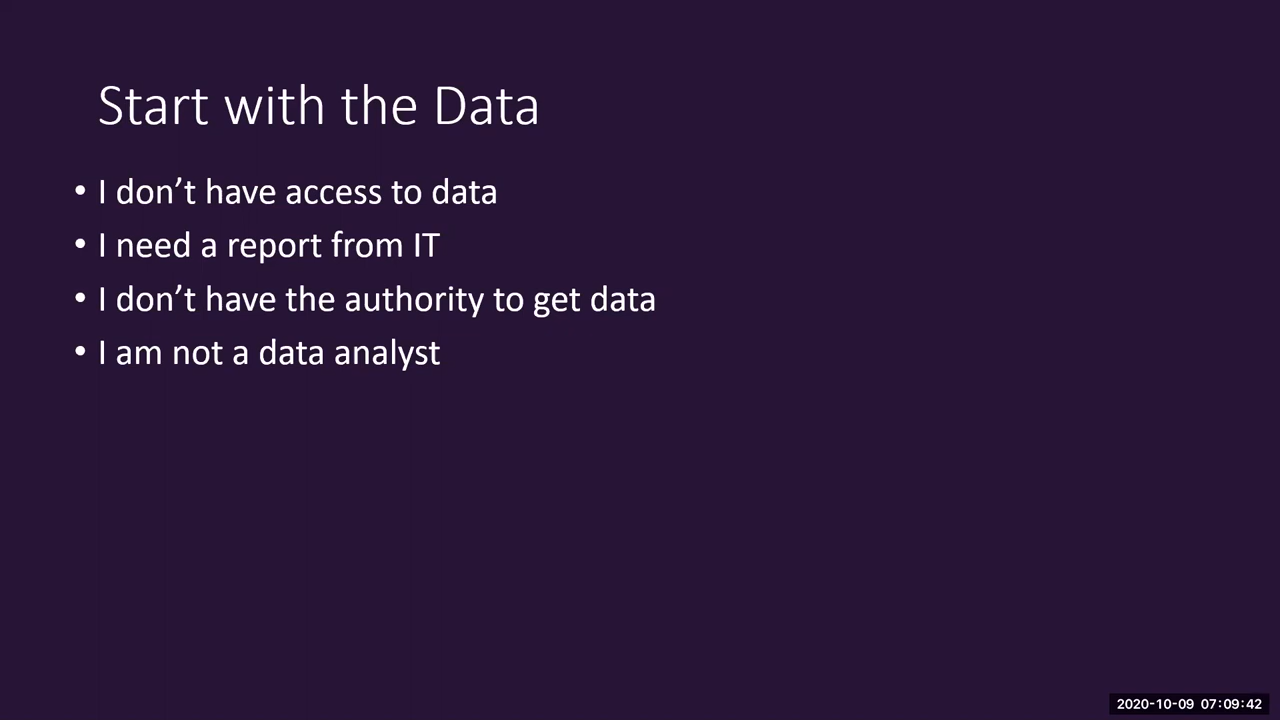 Start with the Data
• I don’t have access to data
• I need a report from IT
• I don’t have the authority to get data
• I am not a data analyst
2020-10-09 07:09:42